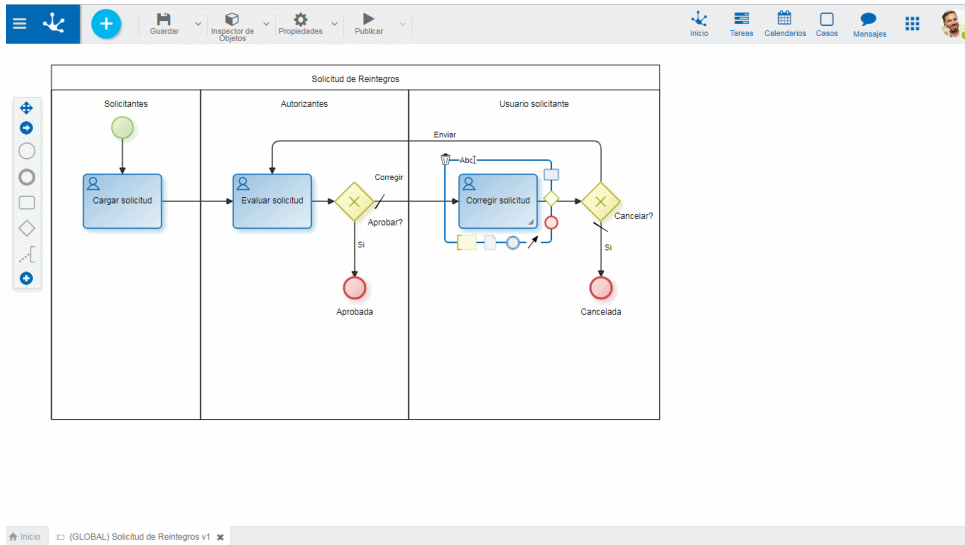 Guardar
Inspector de
Objetos
Propiedades
Publicar
Inicio
Tareas
Calendarios
Casos
Mensajes
Solicitud de Reintegros
Solicitantes
Autorizantes
Usuario solicitante
Enviar
Abc
Corregir
Cargar solicitud
Evaluar solicitud
Corregir solicitud
Aprobar?
Cancelar?
Si
Si
Aprobada
Cancelada
Inicio
(GLOBAL) Solicitud de Reintegros v1